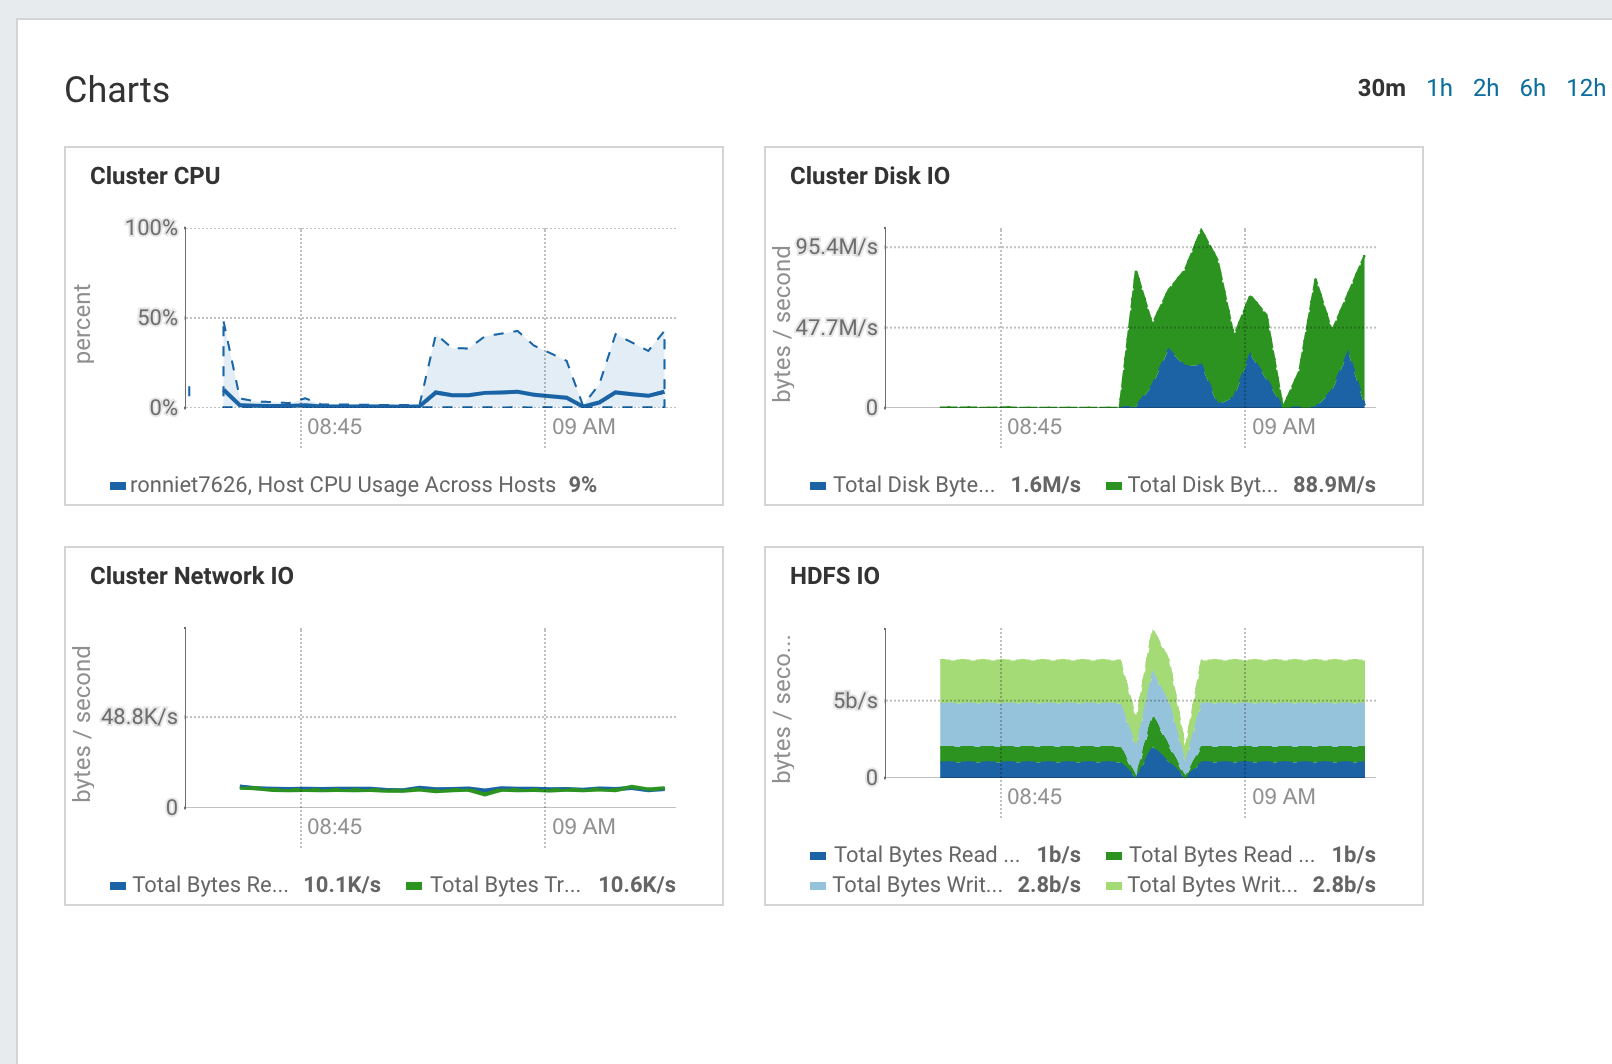 Charts
30m 1h 2h 6h 12h
Cluster CPU
percent
100%
50%
0%
08:45 09 AM
ronniet7626, Host CPU Usage Across Hosts 9%
Cluster Disk IO
bytes / second
95.4M/s
47.7M/s
0
08:45 09 AM
Total Disk Byte... 1.6M/s Total Disk Byt... 88.9M/s
Cluster Network IO
bytes / second
48.8K/s
0
08:45 09 AM
Total Bytes Re... 10.1K/s Total Bytes Tr... 10.6K/s
HDFS IO
bytes / seco...
5b/s
0
08:45 09 AM
Total Bytes Read ... 1b/s Total Bytes Read ... 1b/s
Total Bytes Writ... 2.8b/s Total Bytes Writ... 2.8b/s